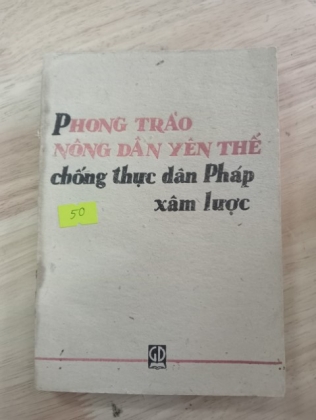 PHONG TRÀO
NÔNG DÂN YÊN THẾ
chống thực dân Pháp
xâm lược
50
GD